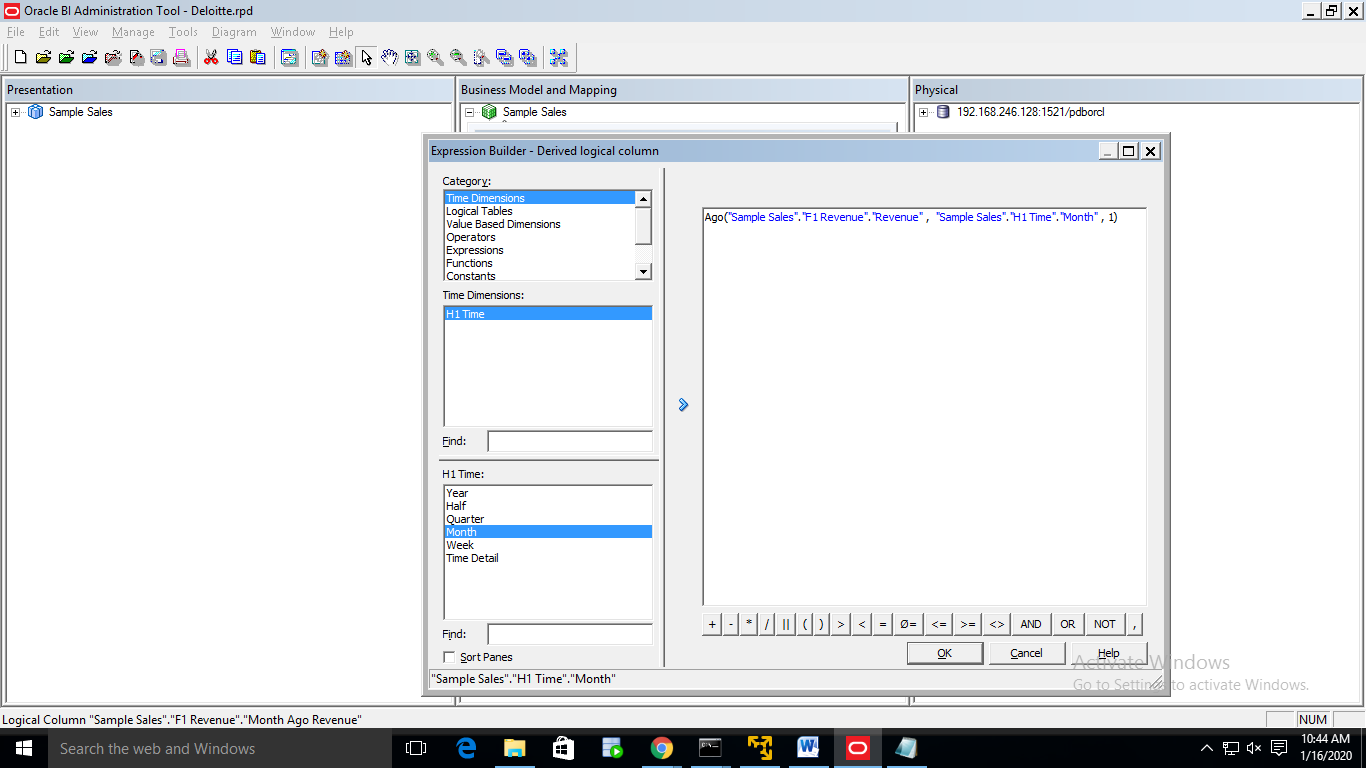 Oracle BI Administration Tool - Deloitte.rpd
File Edit View Manage Tools Diagram Window Help
Presentation
Sample Sales
Business Model and Mapping
Sample Sales
Physical
192.168.246.128:1521/pdborcl
Expression Builder - Derived logical column
Category:
Time Dimensions
Logical Tables
Value Based Dimensions
Operators
Expressions
Functions
Constants
Time Dimensions:
H1 Time
Find:
H1 Time:
Year
Half
Quarter
Month
Week
Time Detail
Find:
Sort Panes
Ago("Sample Sales"."F1 Revenue"."Revenue" , "Sample Sales"."H1 Time"."Month" , 1)
+ - * / || ( ) > < = Ø= <= >= <> AND OR NOT ,
OK Cancel Help
"Sample Sales"."H1 Time"."Month"
Activate Windows
Go to Settings to activate Windows.
Logical Column "Sample Sales"."F1 Revenue"."Month Ago Revenue"
NUM
Search the web and Windows
10:44 AM
1/16/2020